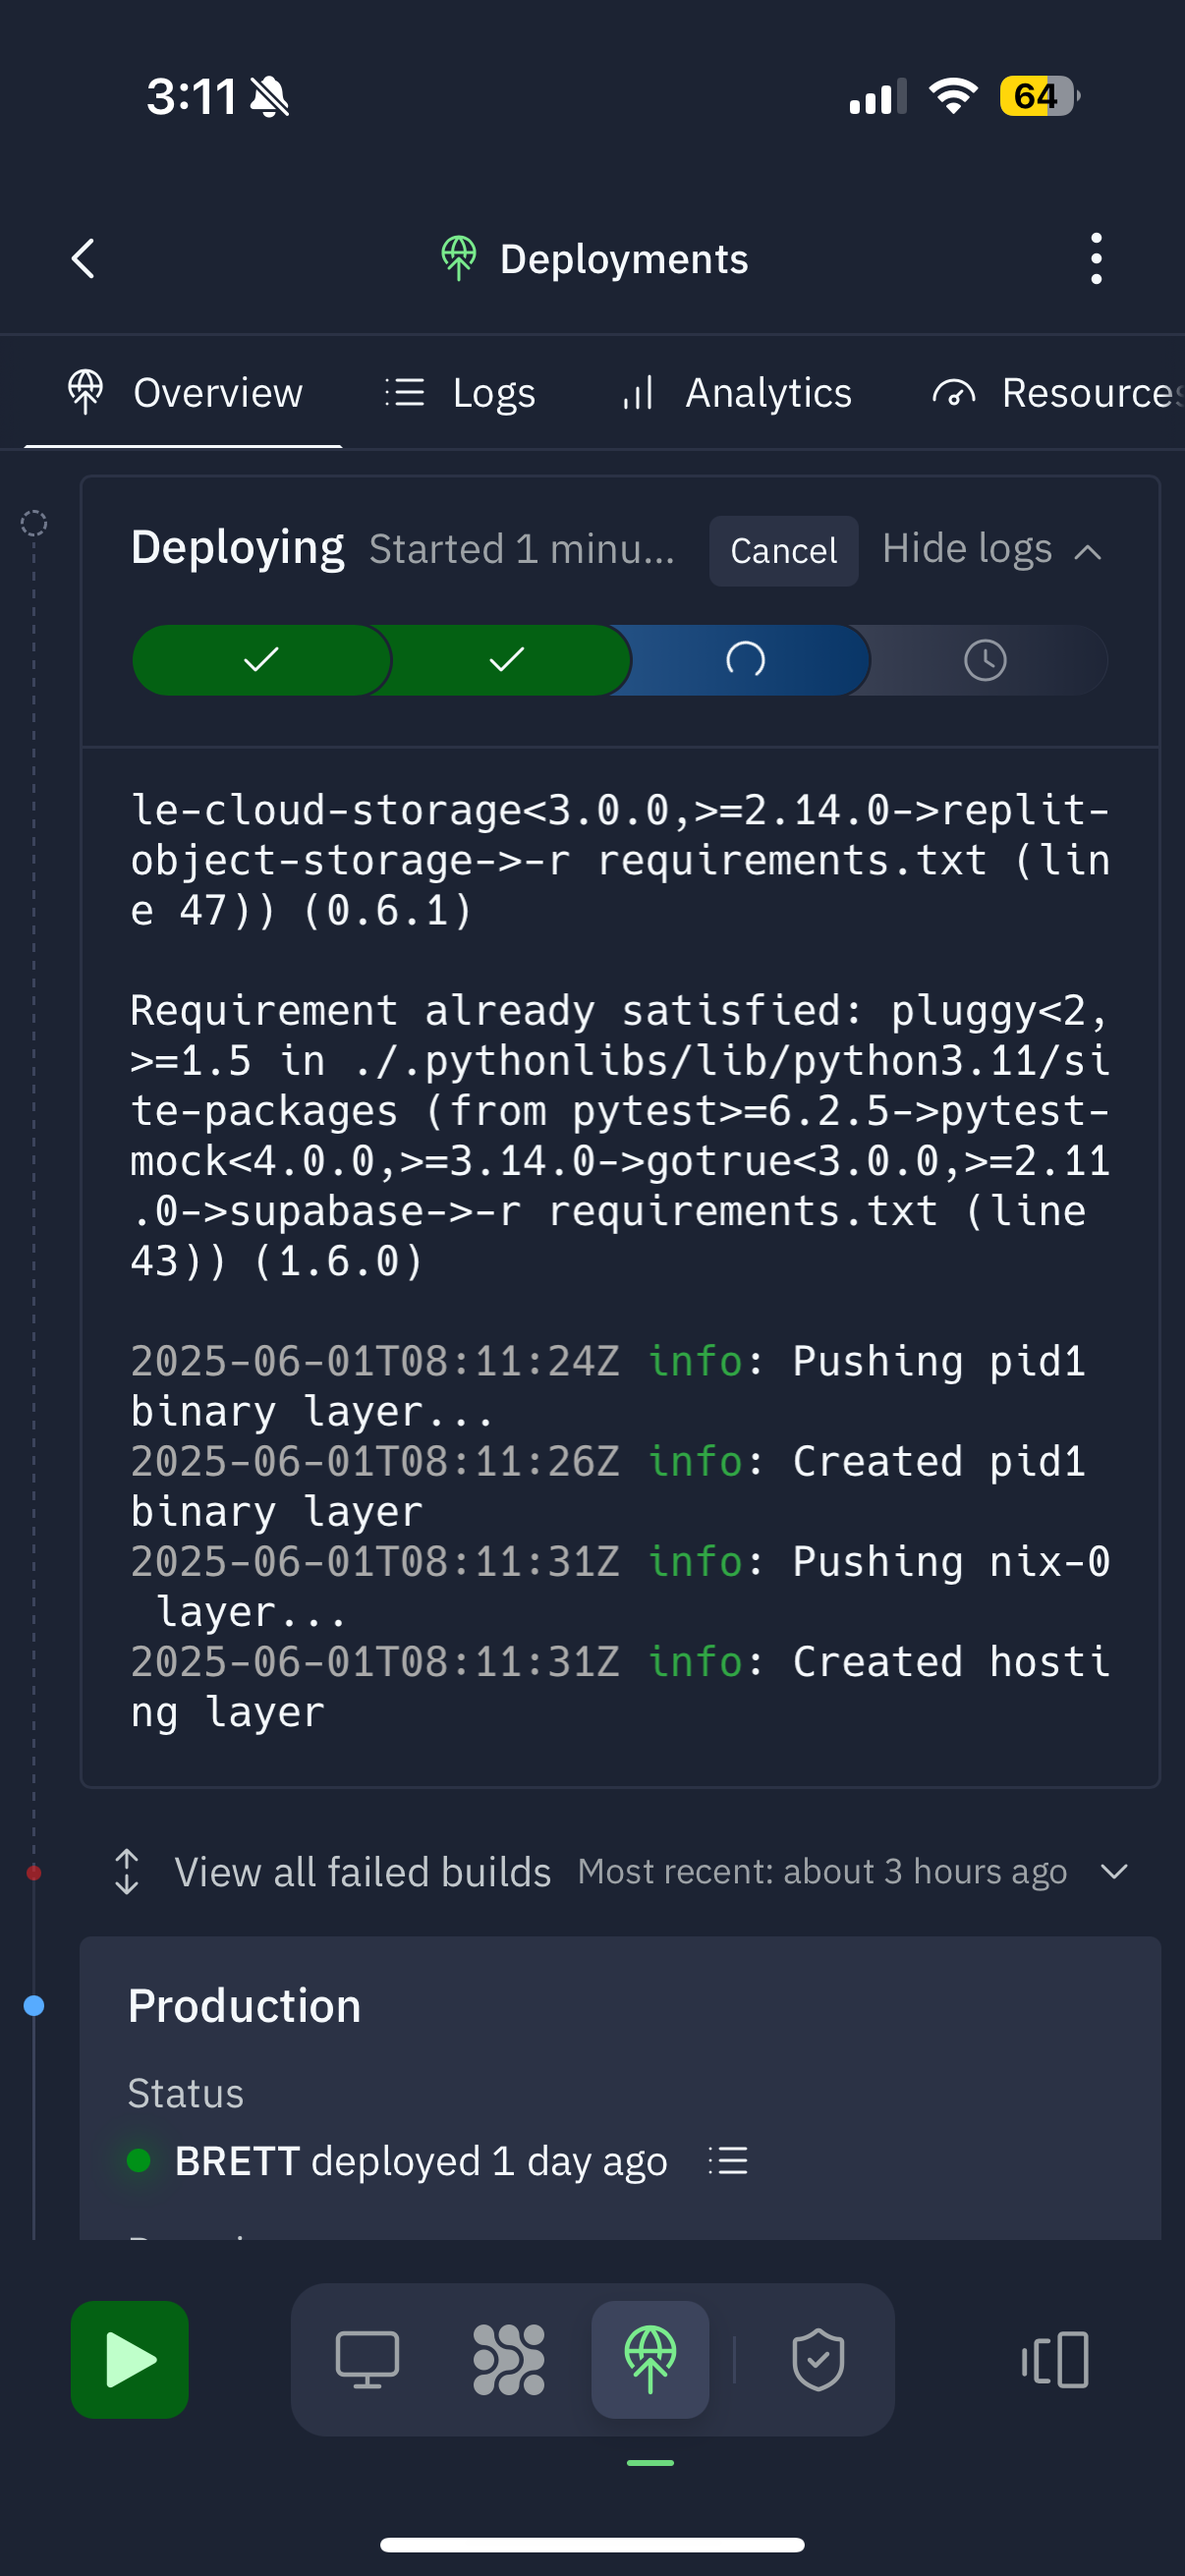 3:11
64
Deployments
Overview Logs Analytics Resources
Deploying Started 1 minu... Cancel Hide logs
le-cloud-storage<3.0.0,>=2.14.0->replit-
object-storage->-r requirements.txt (lin
e 47)) (0.6.1)
Requirement already satisfied: pluggy<2,
>=1.5 in ./.pythonlibs/lib/python3.11/si
te-packages (from pytest>=6.2.5->pytest-
mock<4.0.0,>=3.14.0->gotrue<3.0.0,>=2.11
.0->supabase->-r requirements.txt (line
43)) (1.6.0)
2025-06-01T08:11:24Z info: Pushing pid1
binary layer...
2025-06-01T08:11:26Z info: Created pid1
binary layer
2025-06-01T08:11:31Z info: Pushing nix-0
layer...
2025-06-01T08:11:31Z info: Created hosti
ng layer
View all failed builds Most recent: about 3 hours ago
Production
Status
BRETT deployed 1 day ago